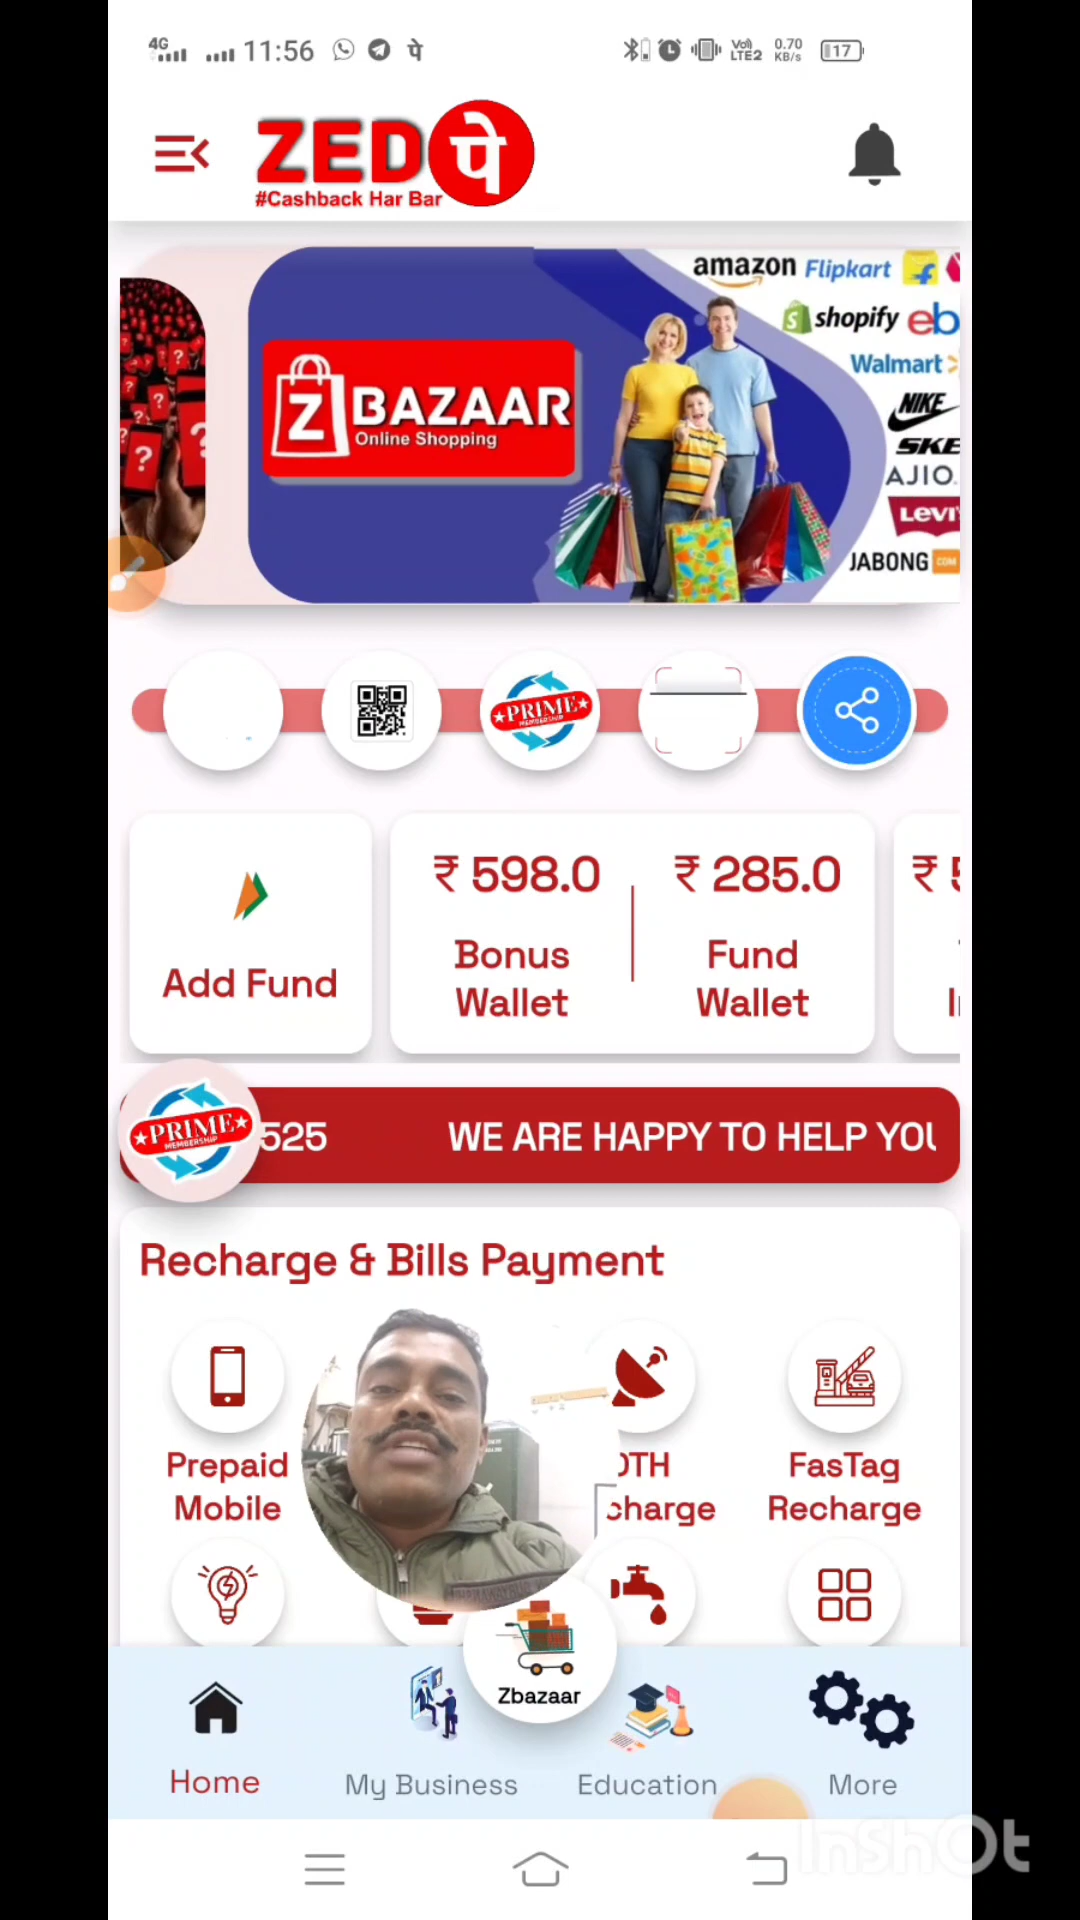 4G 11:56 पे Vo) LTE2 0.70 KB/s 17
ZED पे
#Cashback Har Bar
amazon Flipkart
shopify eb
Walmart
NIKE
SKE
AJIO
LEVI'
JABONG COM
Z BAZAAR
Online Shopping
PRIME
MEMBERSHIP
₹ 598.0 ₹ 285.0 ₹ 5
Add Fund
Bonus Wallet
Fund Wallet
PRIME
MEMBERSHIP
525 WE ARE HAPPY TO HELP YOU
Recharge & Bills Payment
Prepaid Mobile
DTH charge
FasTag Recharge
Zbazaar
Home My Business Education More
InShOt